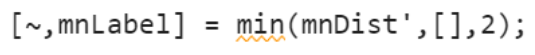 [~,mnLabel] = min(mnDist',[],2);